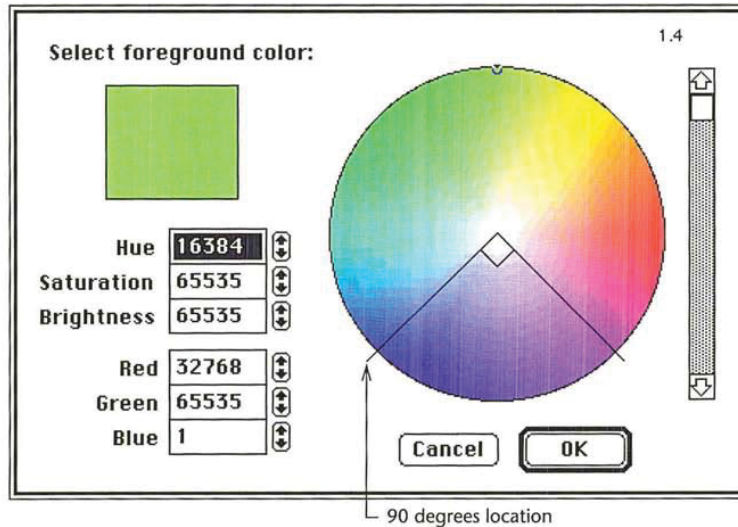 1.4
Select foreground color:
Hue 16384
Saturation 65535
Brightness 65535
Red 32768
Green 65535
Blue 1
Cancel OK
90 degrees location